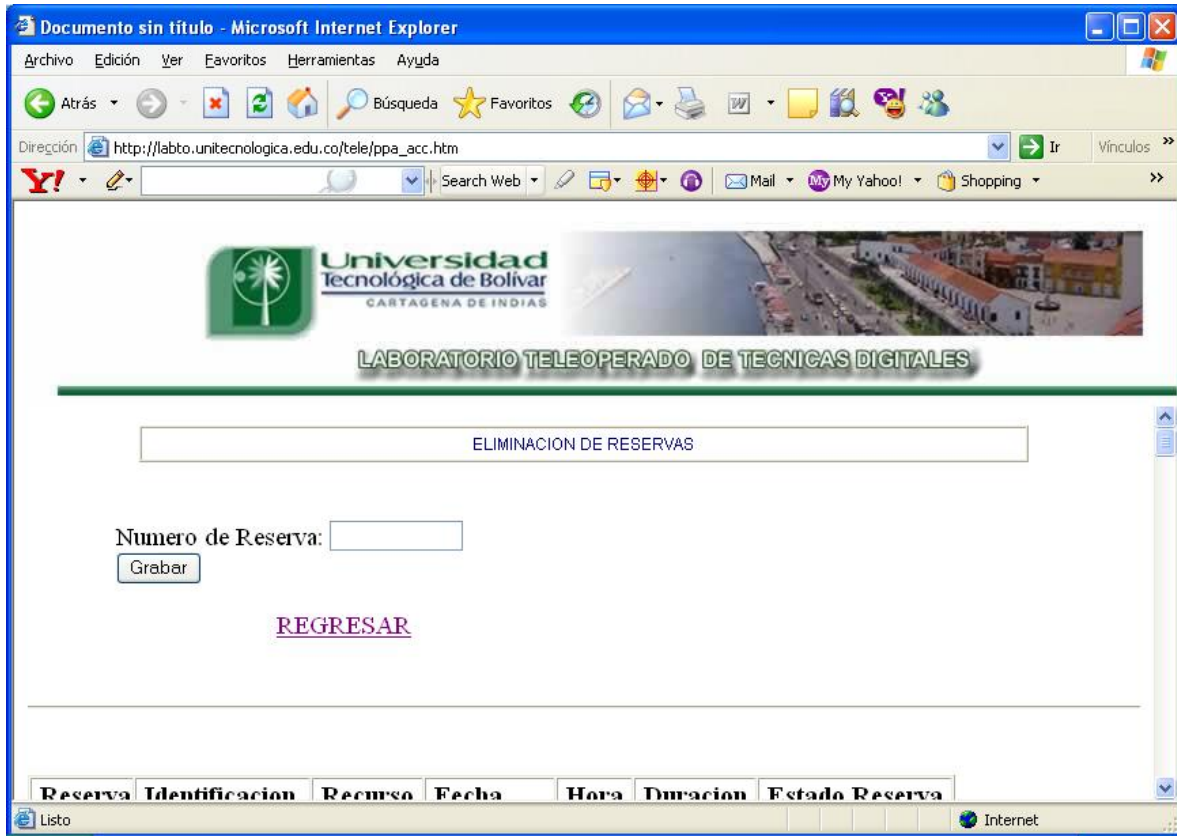 Documento sin título - Microsoft Internet Explorer
Archivo Edición Ver Favoritos Herramientas Ayuda
Atrás Búsqueda Favoritos
Dirección http://labto.unitecnologica.edu.co/tele/ppa_acc.htm Ir Vínculos »
Y! Search Web Mail My My Yahoo! Shopping »
Universidad
Tecnológica de Bolívar
CARTAGENA DE INDIAS
LABORATORIO TELEOPERADO DE TECNICAS DIGITALES
ELIMINACION DE RESERVAS
Numero de Reserva:
Grabar
REGRESAR
Reserva Identificacion Recurso Fecha Hora Duracion Estado Reserva
Listo Internet